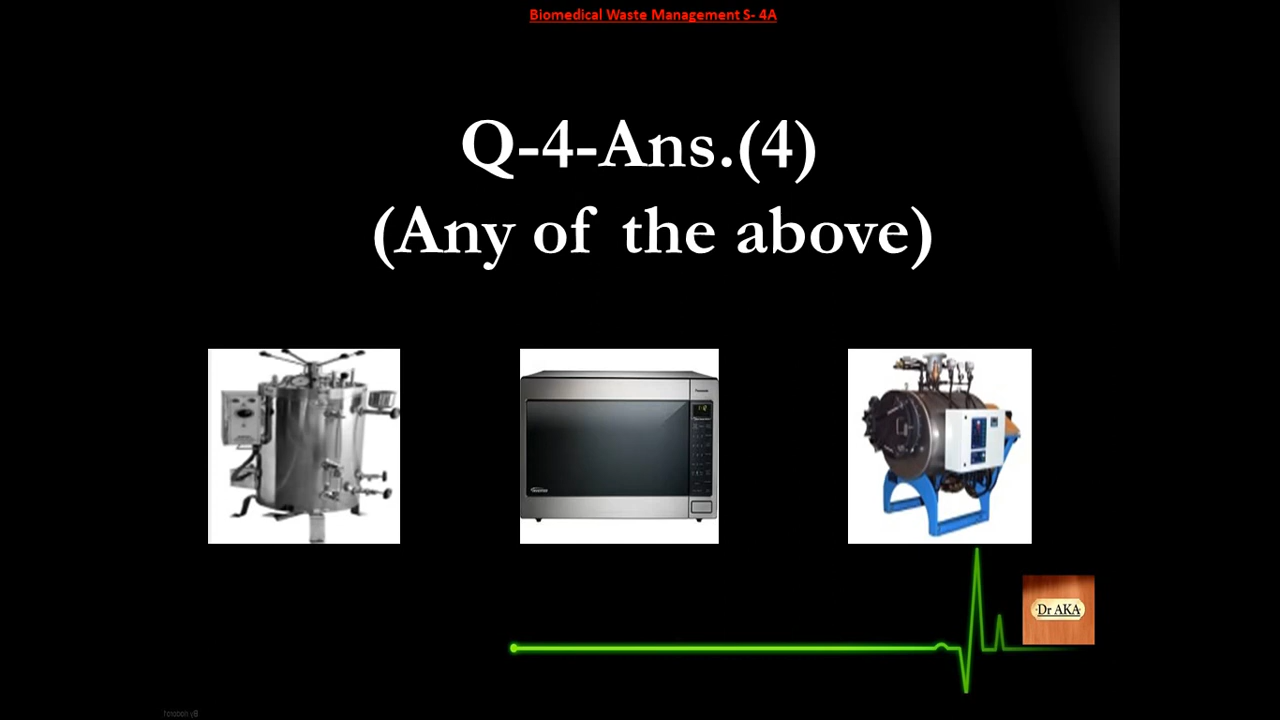 Biomedical Waste Management S- 4A
Q-4-Ans.(4)
(Any of the above)
Dr AKA